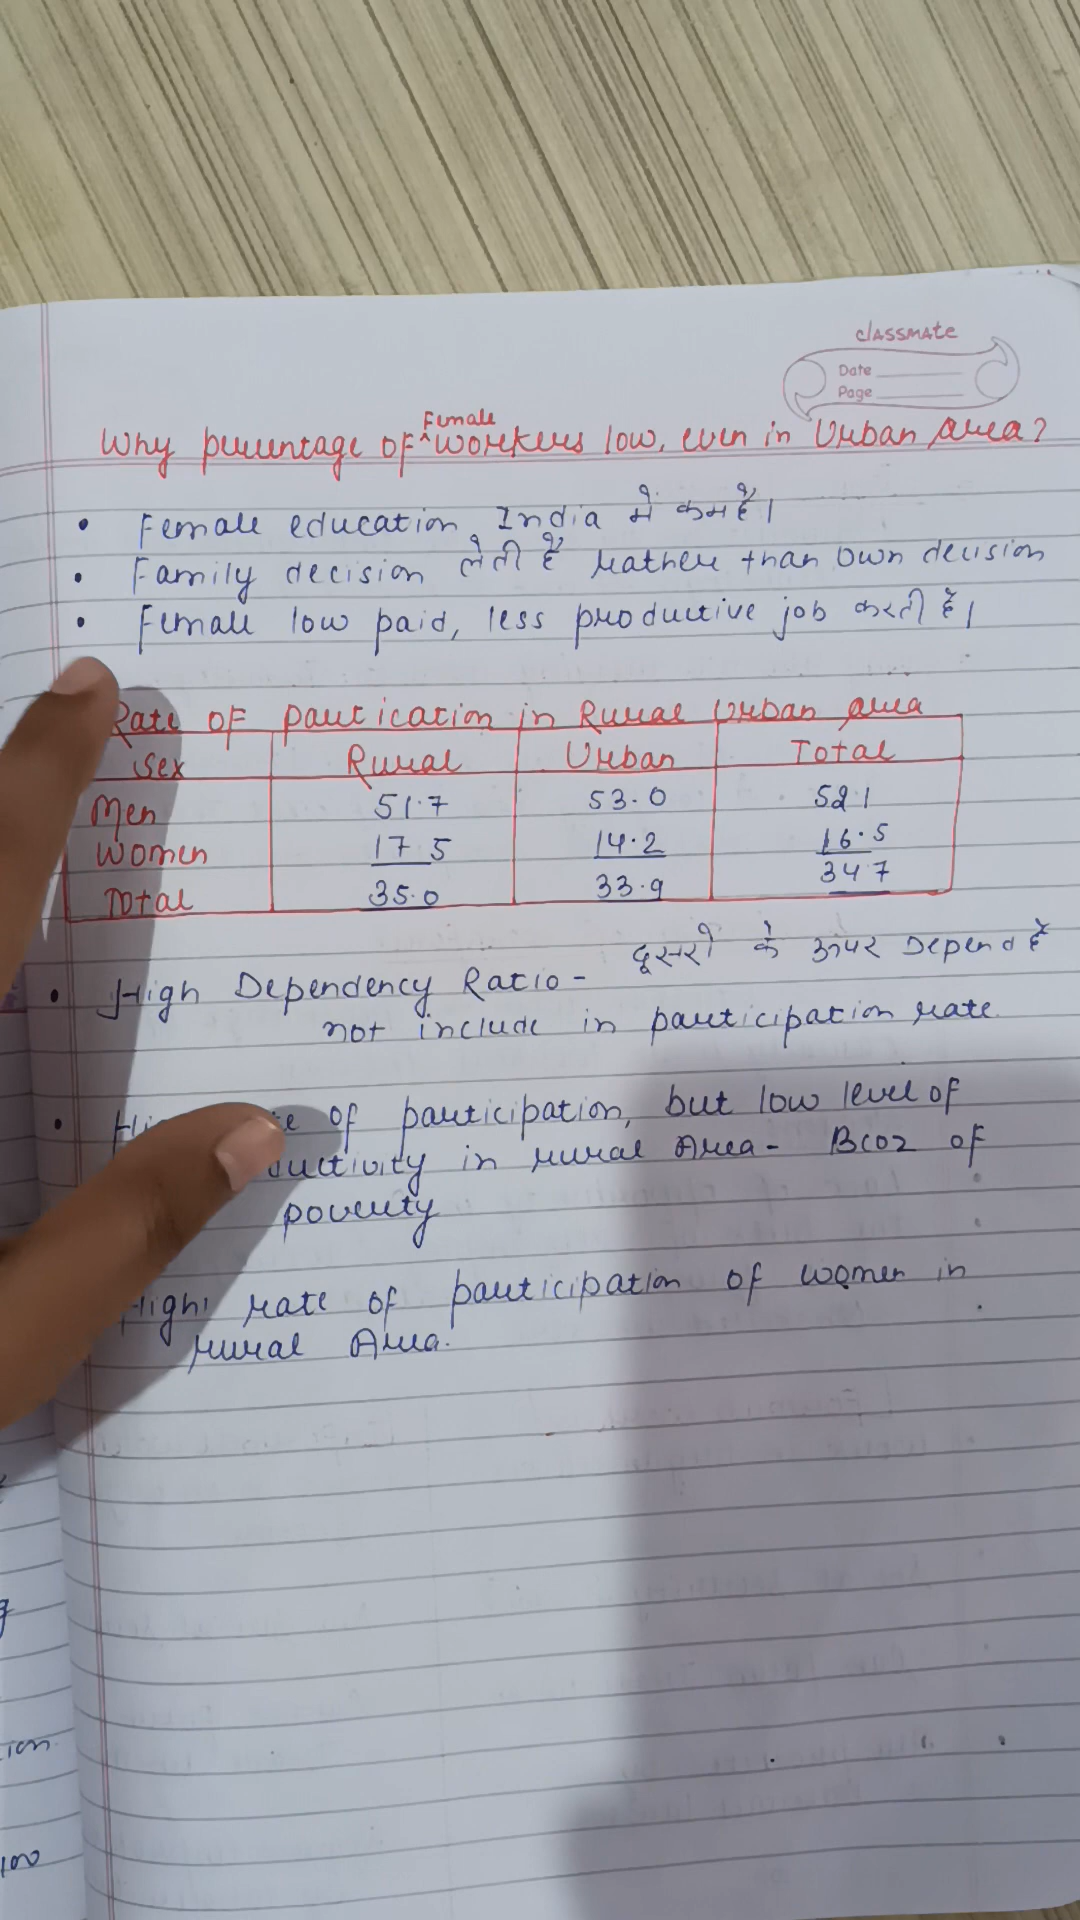 classmate
Date
Page
Why percentage of ^Female workers low, even in Urban Area?
• Female education India में कम है।
• Family decision लेती है rather than own decision
• Female low paid, less productive job करती है।
Rate of partication in Rural Urban area
Sex Rural Urban Total
Men 51.7 53.0 52.1
Women 17.5 14.2 16.5
Total 35.0 33.9 34.7
• High Dependency Ratio - दूसरों के ऊपर Depend है
not include in participation rate.
• of participation, but low level of
in rural Area - Bcoz of
poverty
High rate of participation of women in
rural Area.
ion.
100